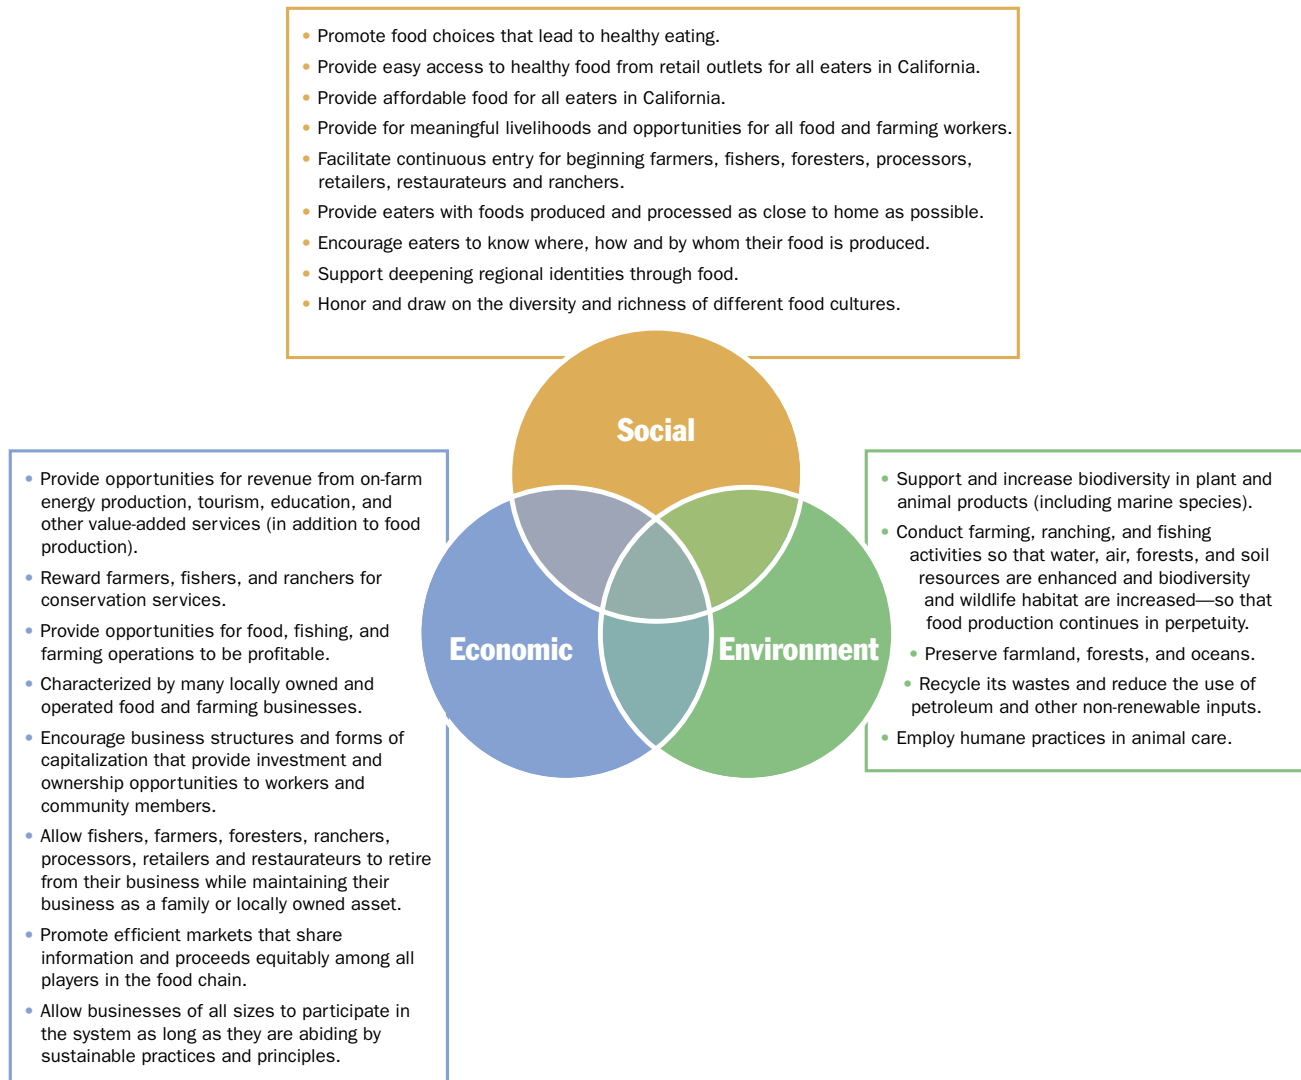 • Promote food choices that lead to healthy eating.
• Provide easy access to healthy food from retail outlets for all eaters in California.
• Provide affordable food for all eaters in California.
• Provide for meaningful livelihoods and opportunities for all food and farming workers.
• Facilitate continuous entry for beginning farmers, fishers, foresters, processors,
retailers, restaurateurs and ranchers.
• Provide eaters with foods produced and processed as close to home as possible.
• Encourage eaters to know where, how and by whom their food is produced.
• Support deepening regional identities through food.
• Honor and draw on the diversity and richness of different food cultures.
Social
Economic
Environment
• Provide opportunities for revenue from on-farm
energy production, tourism, education, and
other value-added services (in addition to food
production).
• Reward farmers, fishers, and ranchers for
conservation services.
• Provide opportunities for food, fishing, and
farming operations to be profitable.
• Characterized by many locally owned and
operated food and farming businesses.
• Encourage business structures and forms of
capitalization that provide investment and
ownership opportunities to workers and
community members.
• Allow fishers, farmers, foresters, ranchers,
processors, retailers and restaurateurs to retire
from their business while maintaining their
business as a family or locally owned asset.
• Promote efficient markets that share
information and proceeds equitably among all
players in the food chain.
• Allow businesses of all sizes to participate in
the system as long as they are abiding by
sustainable practices and principles.
• Support and increase biodiversity in plant and
animal products (including marine species).
• Conduct farming, ranching, and fishing
activities so that water, air, forests, and soil
resources are enhanced and biodiversity
and wildlife habitat are increased—so that
food production continues in perpetuity.
• Preserve farmland, forests, and oceans.
• Recycle its wastes and reduce the use of
petroleum and other non-renewable inputs.
• Employ humane practices in animal care.